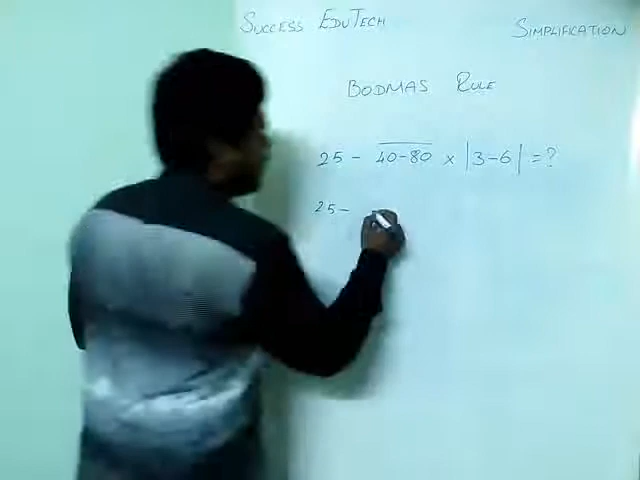 SUCCESS EDUTECH
SIMPLIFICATION
BODMAS RULE
25 - 40-80 × |3-6| = ?
25 -